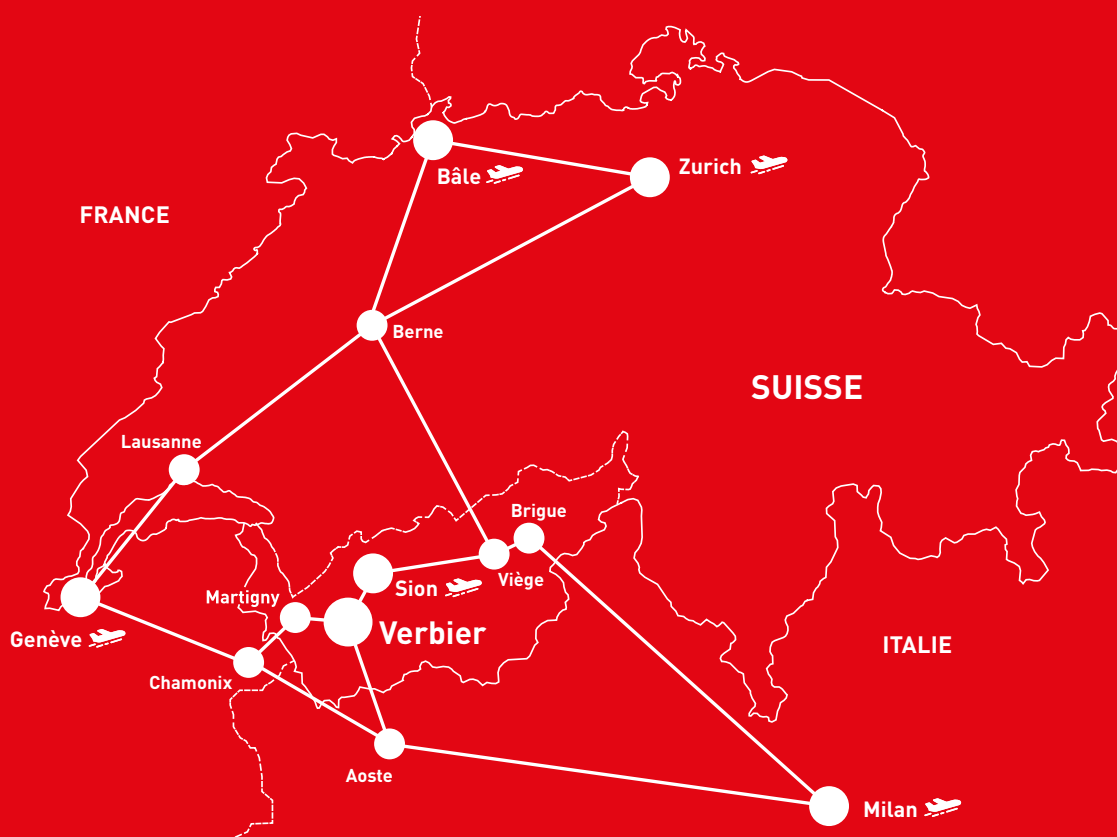 Zurich
Bâle
FRANCE
Berne
SUISSE
Lausanne
Brigue
Viège
Sion
Martigny
Verbier
Genève
ITALIE
Chamonix
Aoste
Milan